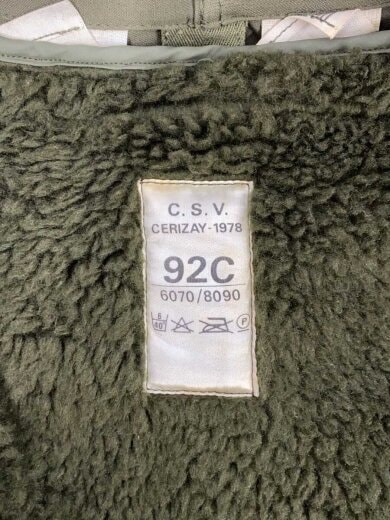 C. S. V.
CERIZAY-1978
92C
6070/8090
P